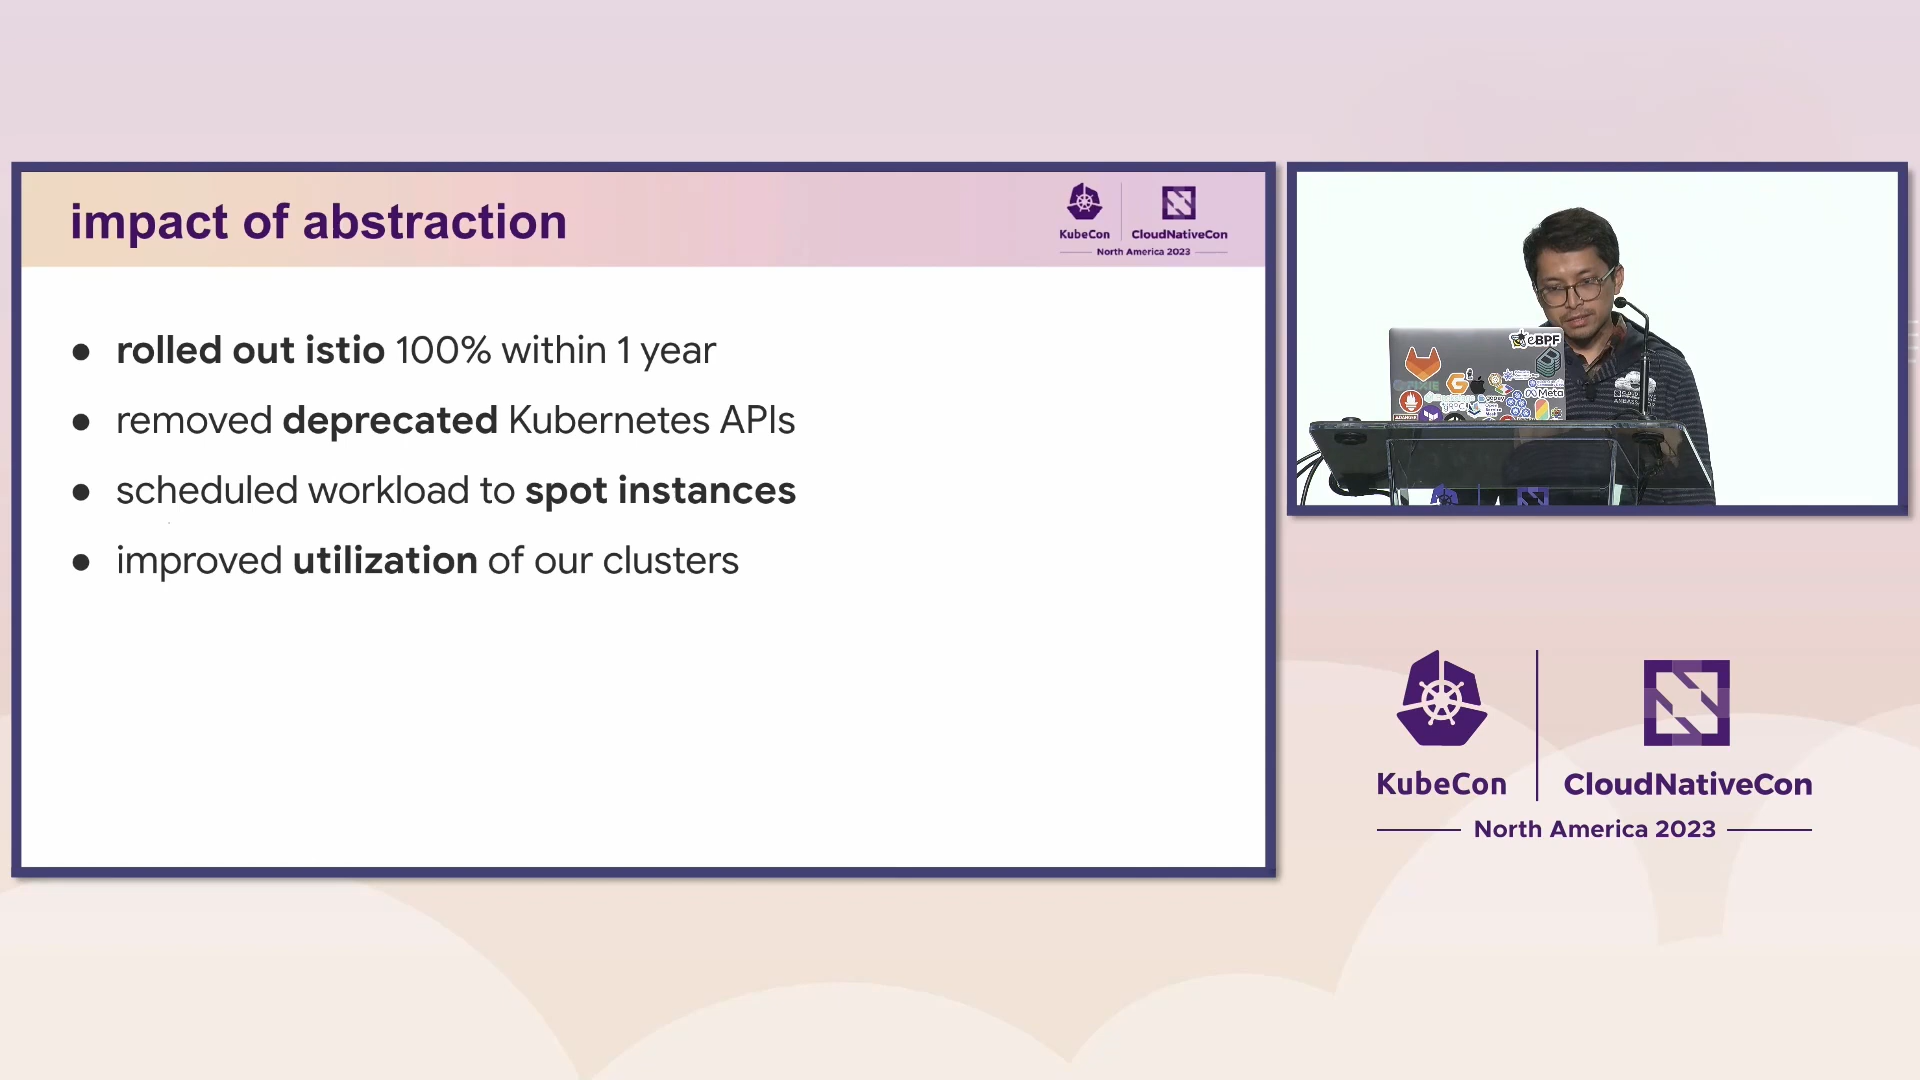 impact of abstraction
KubeCon
CloudNativeCon
North America 2023
● rolled out istio 100% within 1 year
● removed deprecated Kubernetes APIs
● scheduled workload to spot instances
● improved utilization of our clusters
eBPF
Meta
KubeCon
CloudNativeCon
North America 2023